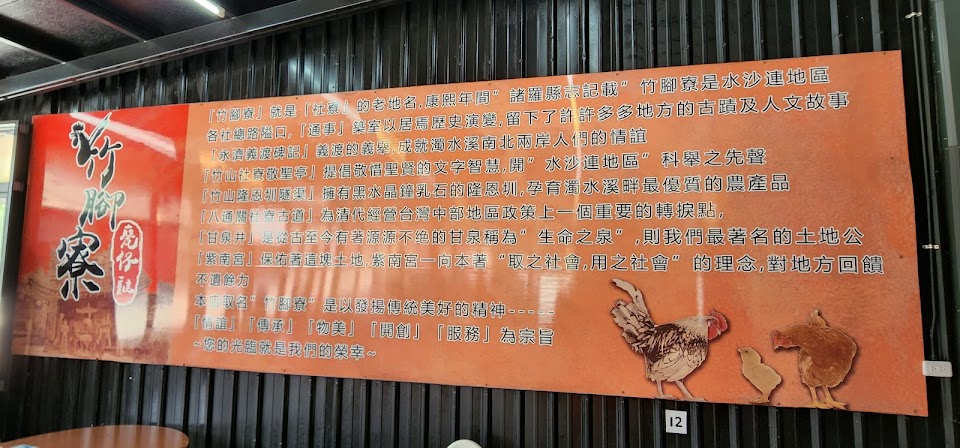 竹腳寮
甕仔雞
「竹腳寮」就是「社寮」的老地名,康熙年間"諸羅縣志記載"竹腳寮是水沙連地區
各社總路隘口,「通事」築室以居焉歷史演變,留下了許許多多地方的古蹟及人文故事
「永濟義渡碑記」義渡的義舉,成就濁水溪南北兩岸人們的情誼
「竹山社寮敬聖亭」提倡敬惜聖賢的文字智慧,開"水沙連地區"科舉之先聲
「竹山隆恩圳隧渠」擁有黑水晶鐘乳石的隆恩圳,孕育濁水溪畔最優質的農產品
「八通關社寮古道」為清代經營台灣中部地區政策上一個重要的轉捩點,
「甘泉井」是從古至今有著源源不絕的甘泉稱為"生命之泉",則我們最著名的土地公
「紫南宮」保佑著這塊土地,紫南宮一向本著"取之社會,用之社會"的理念,對地方回饋
不遺餘力
本店取名"竹腳寮"是以發揚傳統美好的精神-----
「情誼」「傳承」「物美」「開創」「服務」為宗旨
~您的光臨就是我們的榮幸~
12